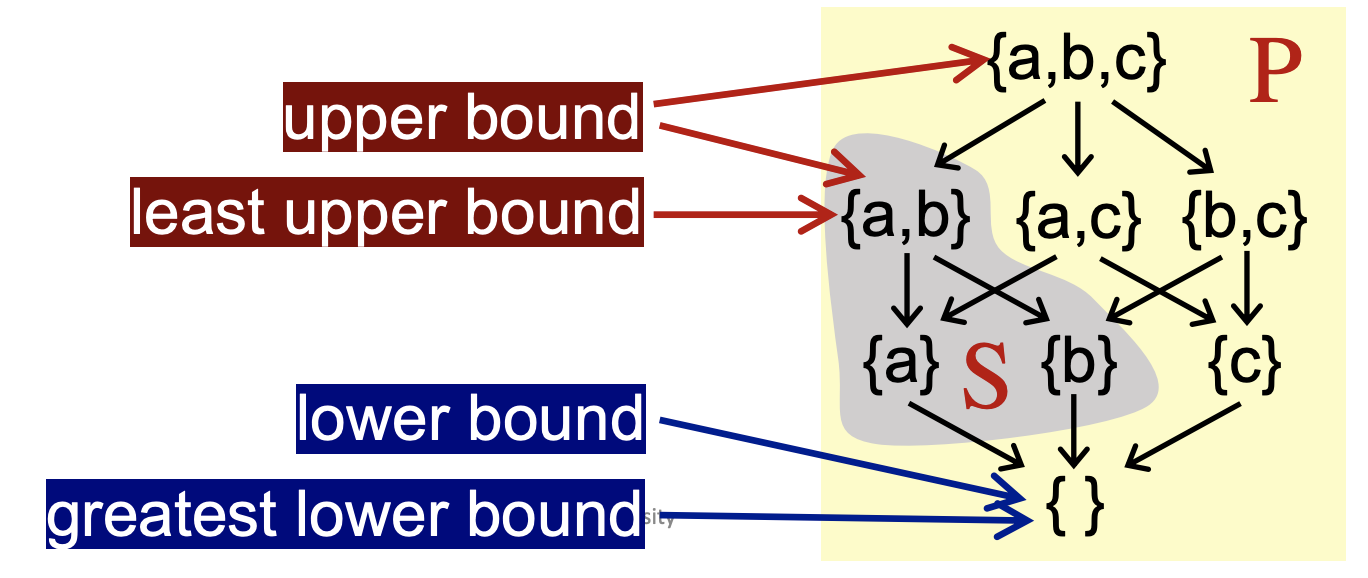 {a,b,c} P
upper bound
least upper bound
{a,b} {a,c} {b,c}
{a} S {b} {c}
lower bound
greatest lower bound
sity
{ }